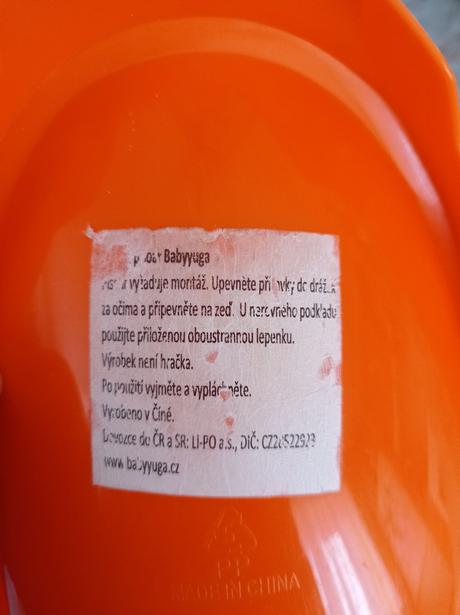 Babyyuga
vyžaduje montáž. Upevněte do
za očima a připevněte na zeď. U nerovného podkladu
použijte přiloženou oboustrannou lepenku.
Výrobek není hračka.
Po použití vyjměte a vypláchněte.
Vyrobeno v Číně.
Dovozce do ČR a SR: LI-PO a.s., DIČ:
www.babyyuga.cz
5
PP
MADE IN CHINA